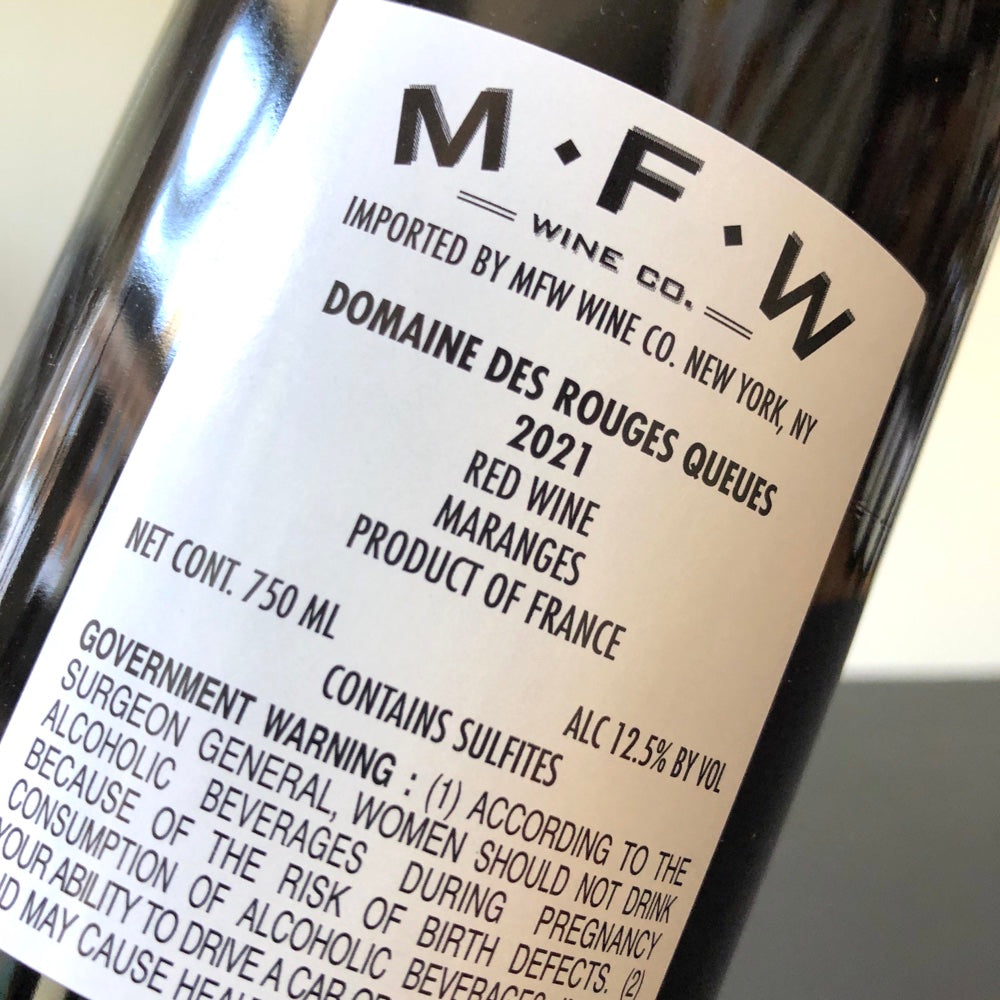 M • F • W
WINE CO.
IMPORTED BY MFW WINE CO. NEW YORK, NY
DOMAINE DES ROUGES QUEUES
2021
RED WINE
MARANGES
PRODUCT OF FRANCE
NET CONT. 750 ML
ALC 12.5% BY VOL
CONTAINS SULFITES
GOVERNMENT WARNING : (1) ACCORDING TO THE
SURGEON GENERAL, WOMEN SHOULD NOT DRINK
ALCOHOLIC BEVERAGES DURING PREGNANCY
BECAUSE OF THE RISK OF BIRTH DEFECTS. (2)
CONSUMPTION OF ALCOHOLIC BEVERAGES
YOUR ABILITY TO DRIVE A CAR
MAY CAUSE